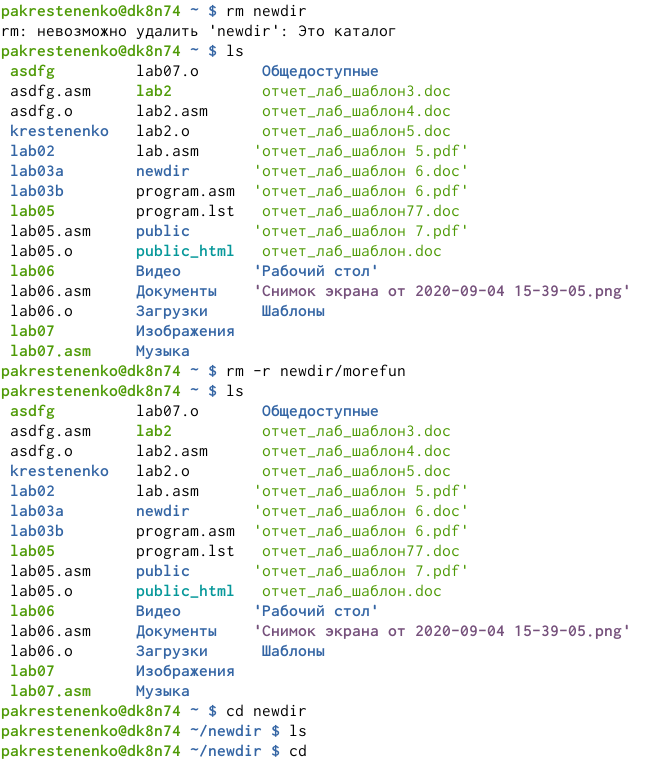 pakrestenenko@dk8n74 ~ $ rm newdir
rm: невозможно удалить 'newdir': Это каталог
pakrestenenko@dk8n74 ~ $ ls
asdfg lab07.o Общедоступные
asdfg.asm lab2 отчет_лаб_шаблон3.doc
asdfg.o lab2.asm отчет_лаб_шаблон4.doc
krestenenko lab2.o отчет_лаб_шаблон5.doc
lab02 lab.asm 'отчет_лаб_шаблон 5.pdf'
lab03a newdir 'отчет_лаб_шаблон 6.doc'
lab03b program.asm 'отчет_лаб_шаблон 6.pdf'
lab05 program.lst отчет_лаб_шаблон77.doc
lab05.asm public 'отчет_лаб_шаблон 7.pdf'
lab05.o public_html отчет_лаб_шаблон.doc
lab06 Видео 'Рабочий стол'
lab06.asm Документы 'Снимок экрана от 2020-09-04 15-39-05.png'
lab06.o Загрузки Шаблоны
lab07 Изображения
lab07.asm Музыка
pakrestenenko@dk8n74 ~ $ rm -r newdir/morefun
pakrestenenko@dk8n74 ~ $ ls
asdfg lab07.o Общедоступные
asdfg.asm lab2 отчет_лаб_шаблон3.doc
asdfg.o lab2.asm отчет_лаб_шаблон4.doc
krestenenko lab2.o отчет_лаб_шаблон5.doc
lab02 lab.asm 'отчет_лаб_шаблон 5.pdf'
lab03a newdir 'отчет_лаб_шаблон 6.doc'
lab03b program.asm 'отчет_лаб_шаблон 6.pdf'
lab05 program.lst отчет_лаб_шаблон77.doc
lab05.asm public 'отчет_лаб_шаблон 7.pdf'
lab05.o public_html отчет_лаб_шаблон.doc
lab06 Видео 'Рабочий стол'
lab06.asm Документы 'Снимок экрана от 2020-09-04 15-39-05.png'
lab06.o Загрузки Шаблоны
lab07 Изображения
lab07.asm Музыка
pakrestenenko@dk8n74 ~ $ cd newdir
pakrestenenko@dk8n74 ~/newdir $ ls
pakrestenenko@dk8n74 ~/newdir $ cd